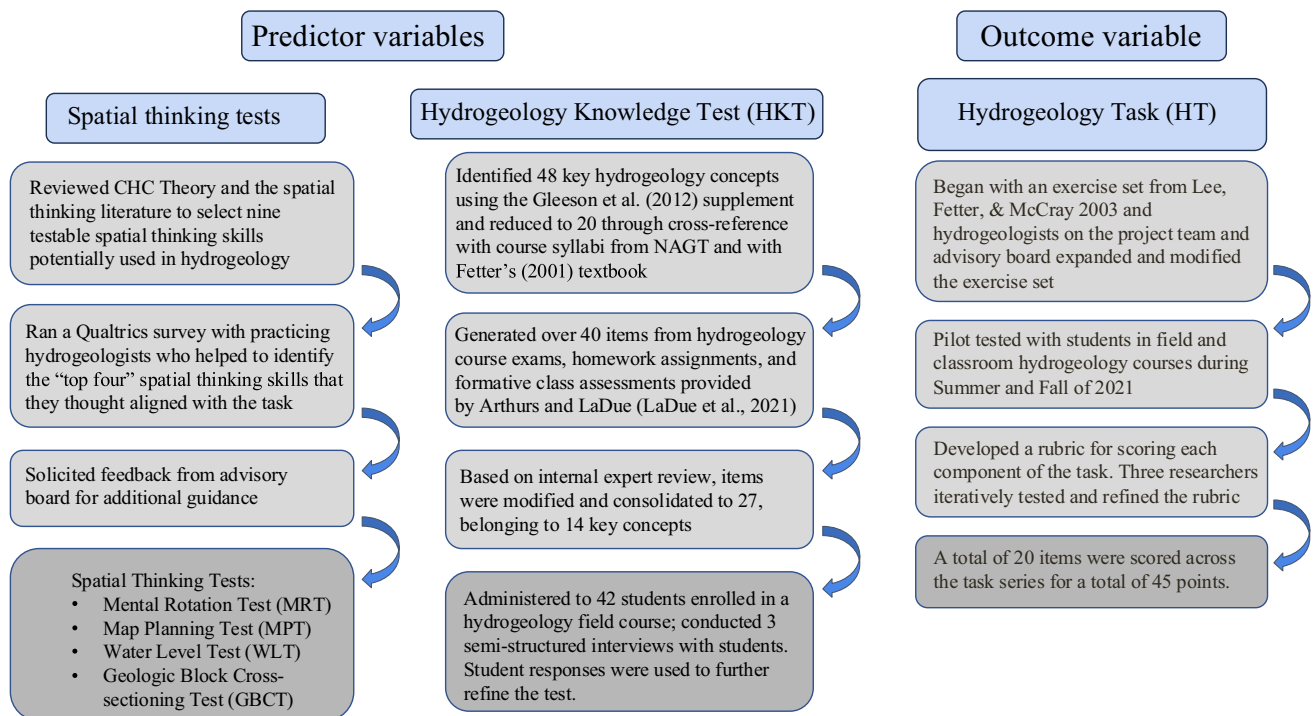 Predictor variables
Outcome variable
Spatial thinking tests
Reviewed CHC Theory and the spatial
thinking literature to select nine
testable spatial thinking skills
potentially used in hydrogeology
Ran a Qualtrics survey with practicing
hydrogeologists who helped to identify
the “top four” spatial thinking skills that
they thought aligned with the task
Solicited feedback from advisory
board for additional guidance
Spatial Thinking Tests:
• Mental Rotation Test (MRT)
• Map Planning Test (MPT)
• Water Level Test (WLT)
• Geologic Block Cross-
sectioning Test (GBCT)
Hydrogeology Knowledge Test (HKT)
Identified 48 key hydrogeology concepts
using the Gleeson et al. (2012) supplement
and reduced to 20 through cross-reference
with course syllabi from NAGT and with
Fetter’s (2001) textbook
Generated over 40 items from hydrogeology
course exams, homework assignments, and
formative class assessments provided
by Arthurs and LaDue (LaDue et al., 2021)
Based on internal expert review, items
were modified and consolidated to 27,
belonging to 14 key concepts
Administered to 42 students enrolled in a
hydrogeology field course; conducted 3
semi-structured interviews with students.
Student responses were used to further
refine the test.
Hydrogeology Task (HT)
Began with an exercise set from Lee,
Fetter, & McCray 2003 and
hydrogeologists on the project team and
advisory board expanded and modified
the exercise set
Pilot tested with students in field and
classroom hydrogeology courses during
Summer and Fall of 2021
Developed a rubric for scoring each
component of the task. Three researchers
iteratively tested and refined the rubric
A total of 20 items were scored across
the task series for a total of 45 points.